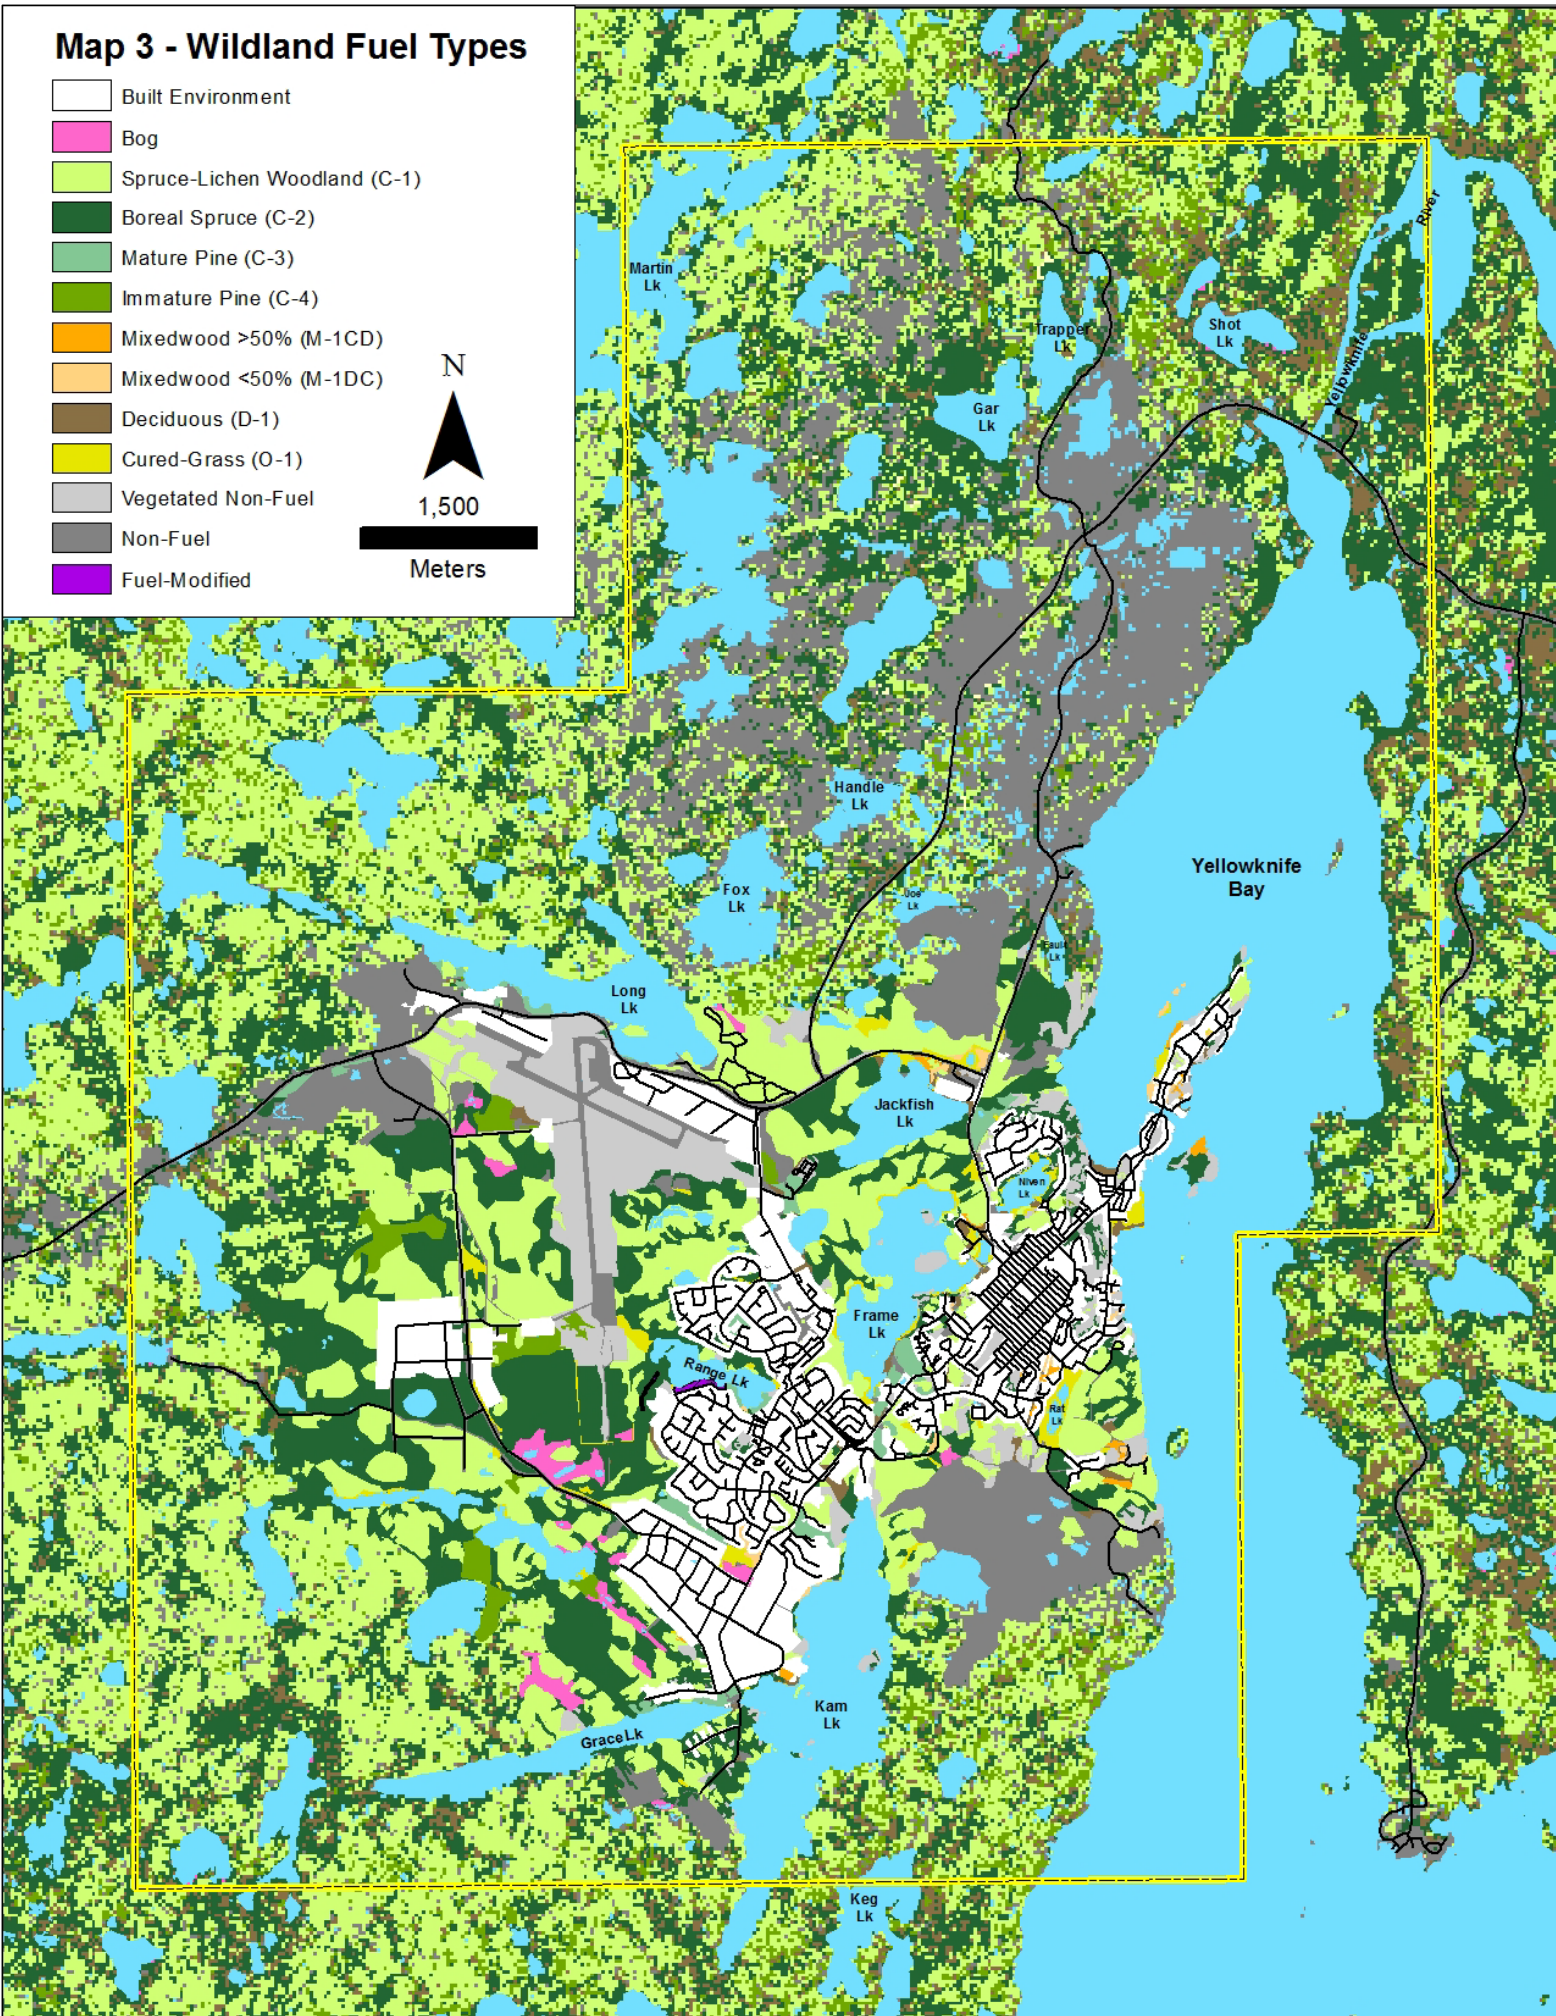 Map 3 - Wildland Fuel Types
Built Environment
Bog
Spruce-Lichen Woodland (C-1)
Boreal Spruce (C-2)
Mature Pine (C-3)
Immature Pine (C-4)
Mixedwood >50% (M-1CD)
Mixedwood <50% (M-1DC)
Deciduous (D-1)
Cured-Grass (O-1)
Vegetated Non-Fuel
Non-Fuel
Fuel-Modified
N
1,500
Meters
River
Martin
Lk
Trapper
Lk
Shot
Lk
Yellowknife
Gar
Lk
Handle
Lk
Yellowknife
Bay
Fox
Lk
Joe
Lk
Lk
Long
Lk
Jackfish
Lk
Niven
Lk
Frame
Lk
Range Lk
Rat
Lk
Kam
Lk
Grace Lk
Keg
Lk